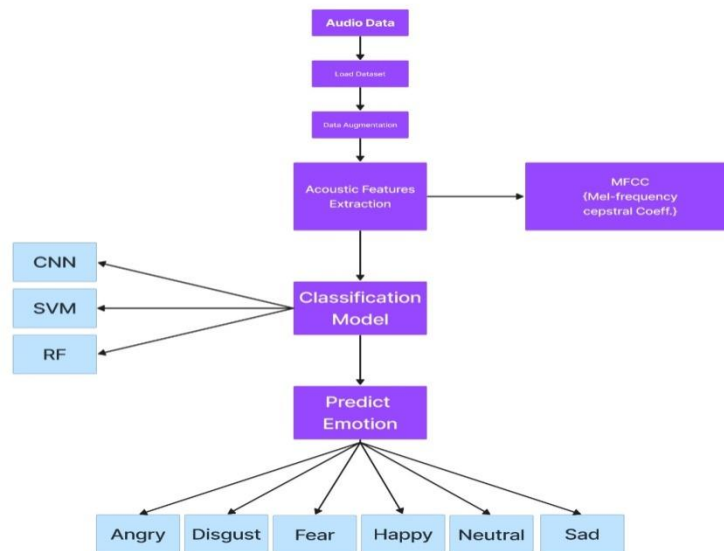 Audio Data
Load Dataset
Data Augmentation
Acoustic Features
Extraction
MFCC
{Mel-frequency
cepstral Coeff.}
CNN
SVM
RF
Classification
Model
Predict
Emotion
Angry
Disgust
Fear
Happy
Neutral
Sad